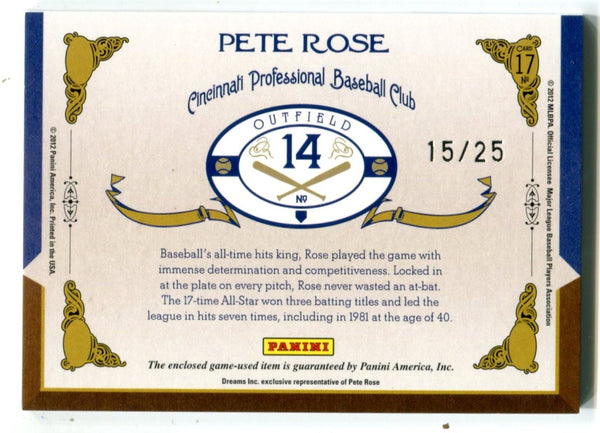 PETE ROSE
CARD
17
Nº
Cincinnati Professional Baseball Club
OUTFIELD
14
Nº
15/25
© 2012 Panini America, Inc. Printed in the USA.
© 2012 MLBPA. Official Licensee Major League Baseball Players Association
Baseball's all-time hits king, Rose played the game with
immense determination and competitiveness. Locked in
at the plate on every pitch, Rose never wasted an at-bat.
The 17-time All-Star won three batting titles and led the
league in hits seven times, including in 1981 at the age of 40.
PANINI
The enclosed game-used item is guaranteed by Panini America, Inc.
Dreams Inc. exclusive representative of Pete Rose